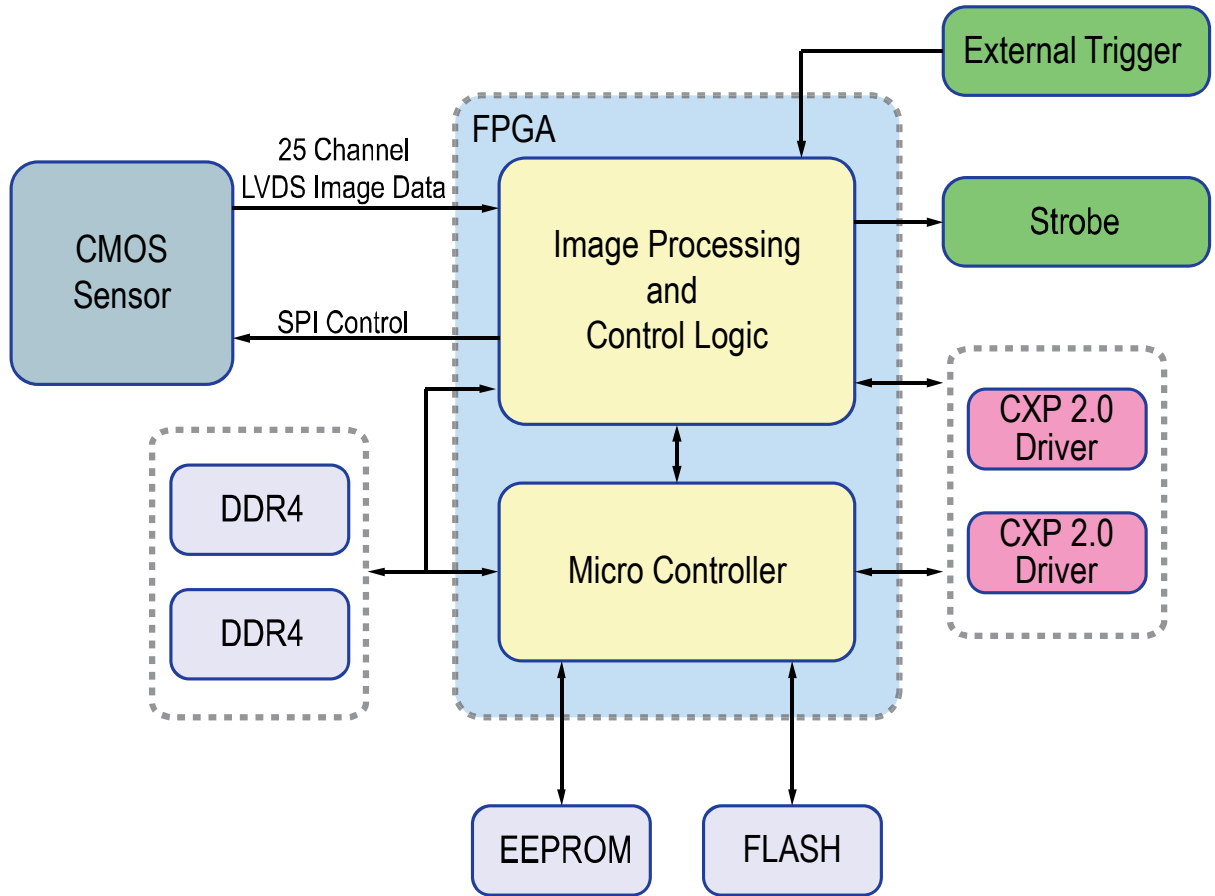 External Trigger
FPGA
25 Channel
LVDS Image Data
CMOS
Sensor
Image Processing
and
Control Logic
Strobe
SPI Control
CXP 2.0
Driver
DDR4
CXP 2.0
Driver
Micro Controller
DDR4
EEPROM
FLASH